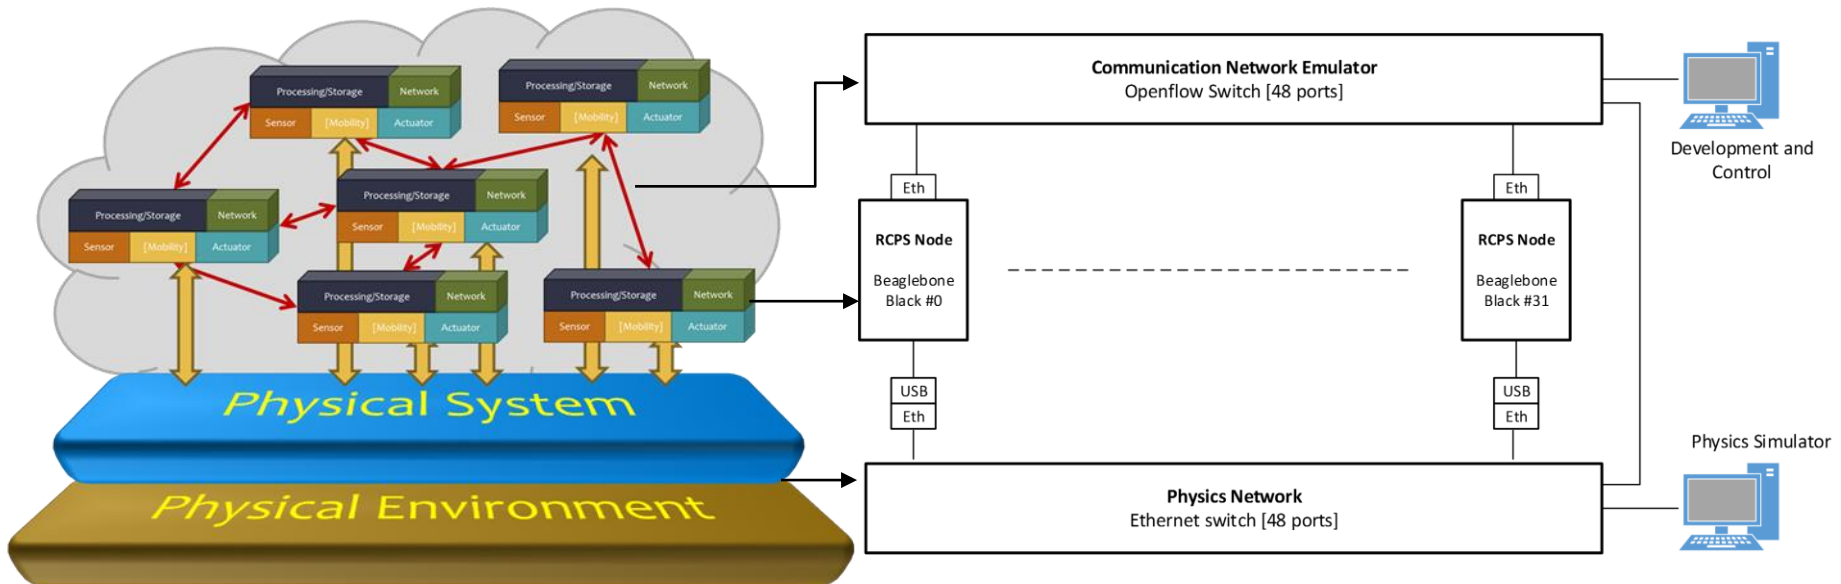 Processing/Storage
Network
Sensor
[Mobility]
Actuator
Processing/Storage
Network
Sensor
[Mobility]
Actuator
Processing/Storage
Network
Sensor
[Mobility]
Actuator
Processing/Storage
Network
Sensor
[Mobility]
Actuator
Processing/Storage
Network
Sensor
[Mobility]
Actuator
Processing/Storage
Network
Sensor
[Mobility]
Actuator
Physical System
Physical Environment
Communication Network Emulator
Openflow Switch [48 ports]
Eth
RCPS Node
Beaglebone
Black #0
USB
Eth
Eth
RCPS Node
Beaglebone
Black #31
USB
Eth
Physics Network
Ethernet switch [48 ports]
Development and
Control
Physics Simulator